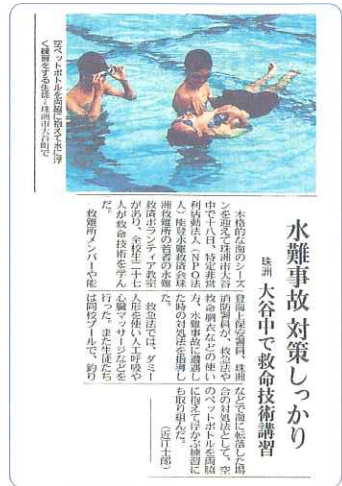 水難事故 対策しっかり
珠洲 大谷中で救命技術講習
本格的な海のシーズ
ンを迎えて珠洲市大谷
中で十八日、特定非営
利活動法人(NPO法
人)能登水難救済会珠
洲救難所の若者の水難
救済ボランティア教室
があり、全校生二十七
人が救命技術を学ん
だ。
救難所メンバーや能
登海上保安署員、珠洲
消防署員が、救急法や
救命胴衣などの使い
方、水難事故に遭遇し
た時の対処法を指導し
た。
救急法では、ダミー
人形を使い人工呼吸や
心臓マッサージなどを
行った。また生徒たち
は同校プールで、釣り
などで海に転落した場
合の対処法として、空
のペットボトルを両脇
に抱えて浮かぶ練習に
も取り組んだ。
(近江士郎)
空ペットボトルを両脇に抱えて水に浮
く練習をする生徒=珠洲市大谷町で